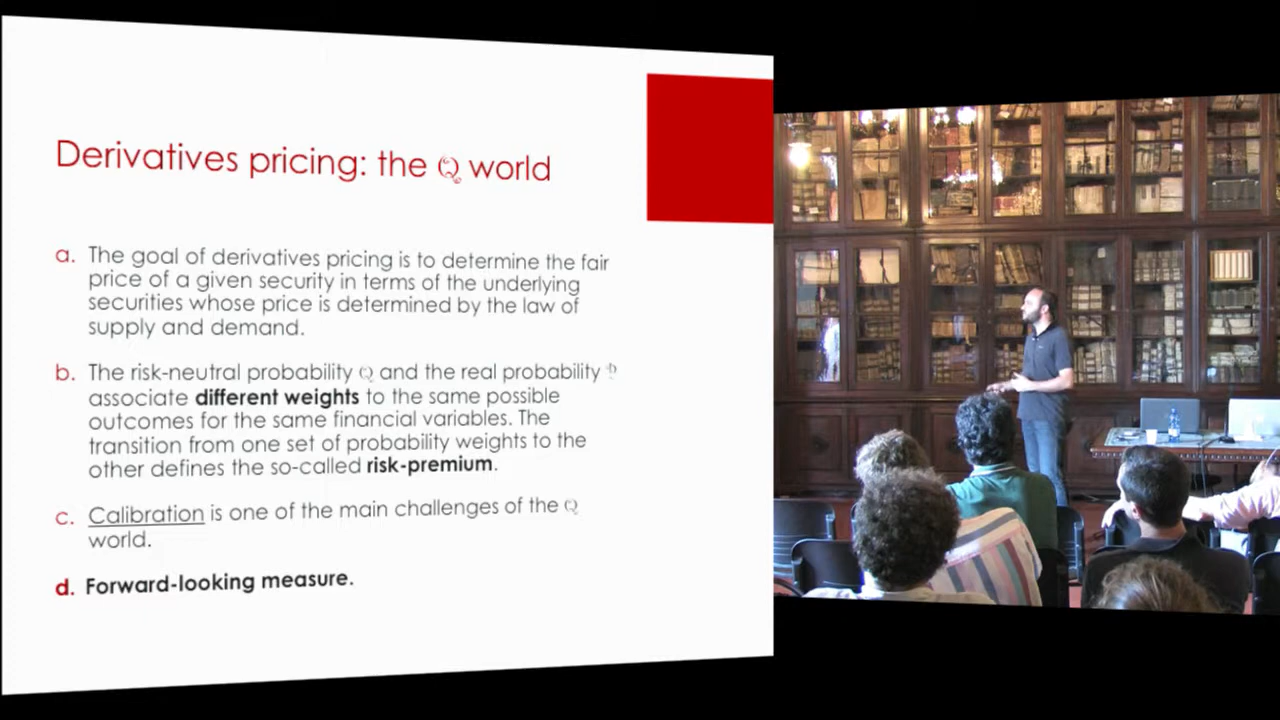 Derivatives pricing: the ℚ world
a. The goal of derivatives pricing is to determine the fair
price of a given security in terms of the underlying
securities whose price is determined by the law of
supply and demand.
b. The risk-neutral probability ℚ and the real probability ℙ
associate different weights to the same possible
outcomes for the same financial variables. The
transition from one set of probability weights to the
other defines the so-called risk-premium.
c. Calibration is one of the main challenges of the ℚ
world.
d. Forward-looking measure.